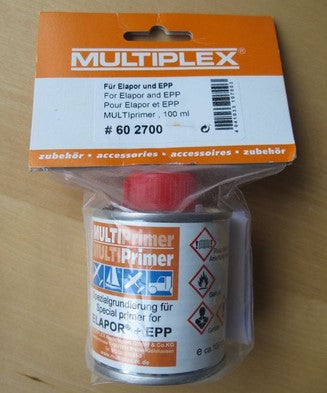 MULTIPLEX®
Für Elapor und EPP
For Elapor and EPP
Pour Elapor et EPP
MULTIprimer , 100 ml
# 60 2700
zubehör • accessories • accessoires • zubehör
MULTIPrimer
MULTIPrimer
Spezialgrundierung für
Special primer for
ELAPOR® + EPP